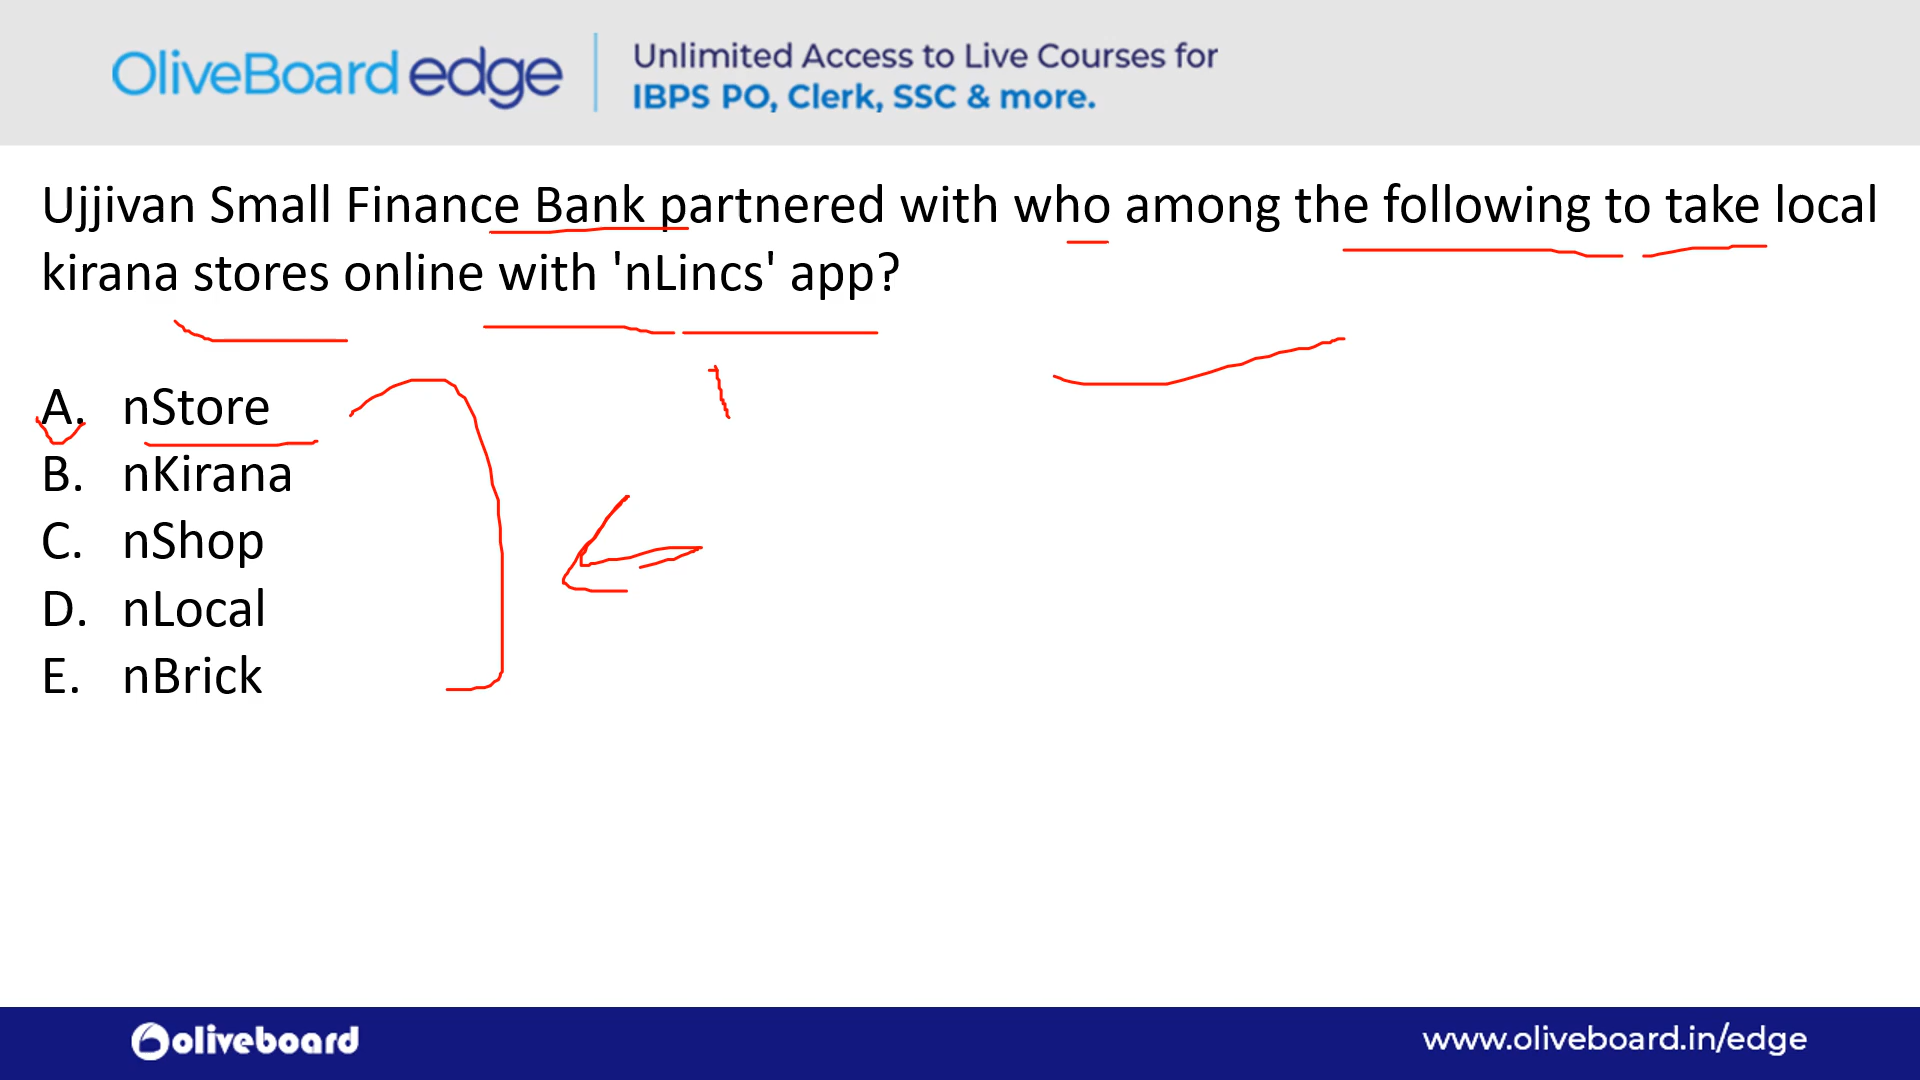 OliveBoard edge
Unlimited Access to Live Courses for
IBPS PO, Clerk, SSC & more.
Ujjivan Small Finance Bank partnered with who among the following to take local
kirana stores online with 'nLincs' app?
A. nStore
B. nKirana
C. nShop
D. nLocal
E. nBrick
oliveboard
www.oliveboard.in/edge